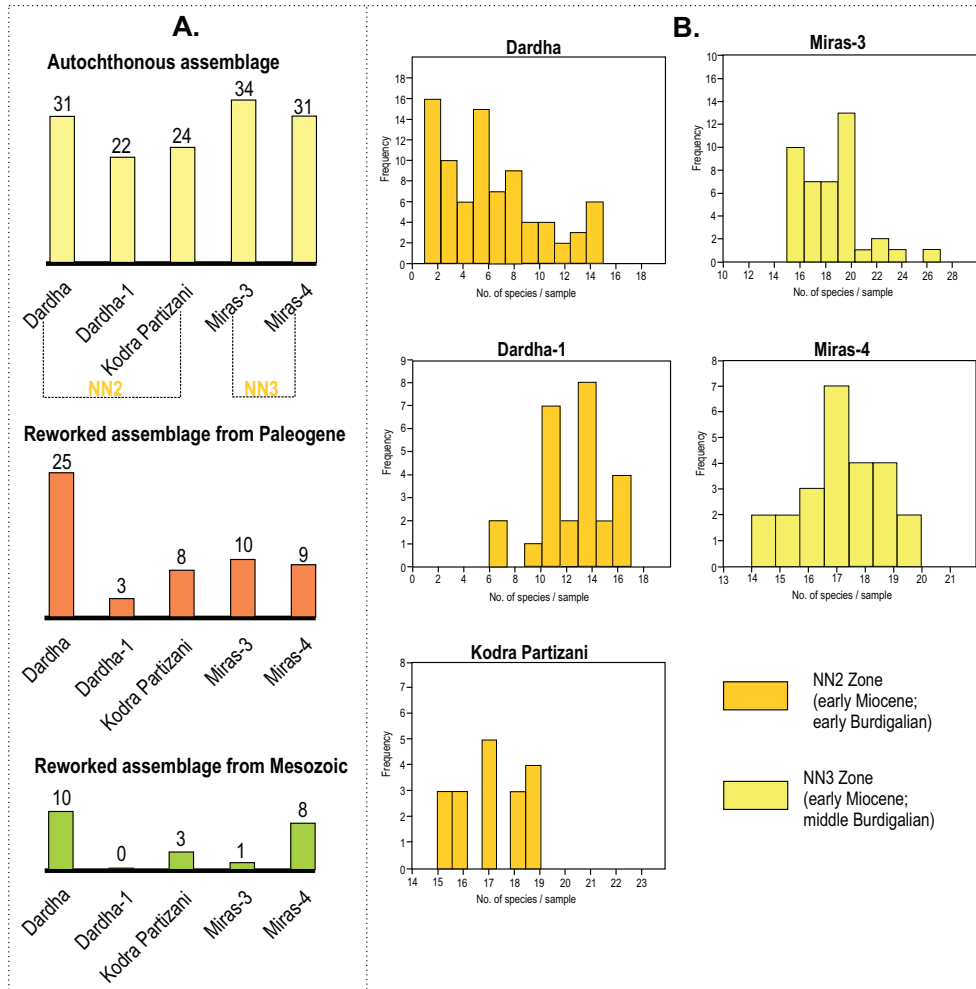 A.
Autochthonous assemblage
31
22
24
34
31
Dardha
Dardha-1
Kodra Partizani
Miras-3
Miras-4
NN2
NN3
Reworked assemblage from Paleogene
25
3
8
10
9
Dardha
Dardha-1
Kodra Partizani
Miras-3
Miras-4
Reworked assemblage from Mesozoic
10
0
3
1
8
Dardha
Dardha-1
Kodra Partizani
Miras-3
Miras-4
B.
Dardha
Frequency
18
16
14
12
10
8
6
4
2
0
0 2 4 6 8 10 12 14 16 18
No. of species / sample
Miras-3
Frequency
10
14
12
10
8
6
4
2
0
10 12 14 16 18 20 22 24 26 28
No. of species / sample
Dardha-1
Frequency
9
8
7
6
5
4
3
2
1
0
0 2 4 6 8 10 12 14 16 18
No. of species / sample
Miras-4
Frequency
8
7
6
5
4
3
2
1
0
13 14 15 16 17 18 19 20 21
No. of species / sample
Kodra Partizani
Frequency
8
6
5
4
3
2
1
0
14 15 16 17 18 19 20 21 22 23
No. of species / sample
NN2 Zone
(early Miocene;
early Burdigalian)
NN3 Zone
(early Miocene;
middle Burdigalian)